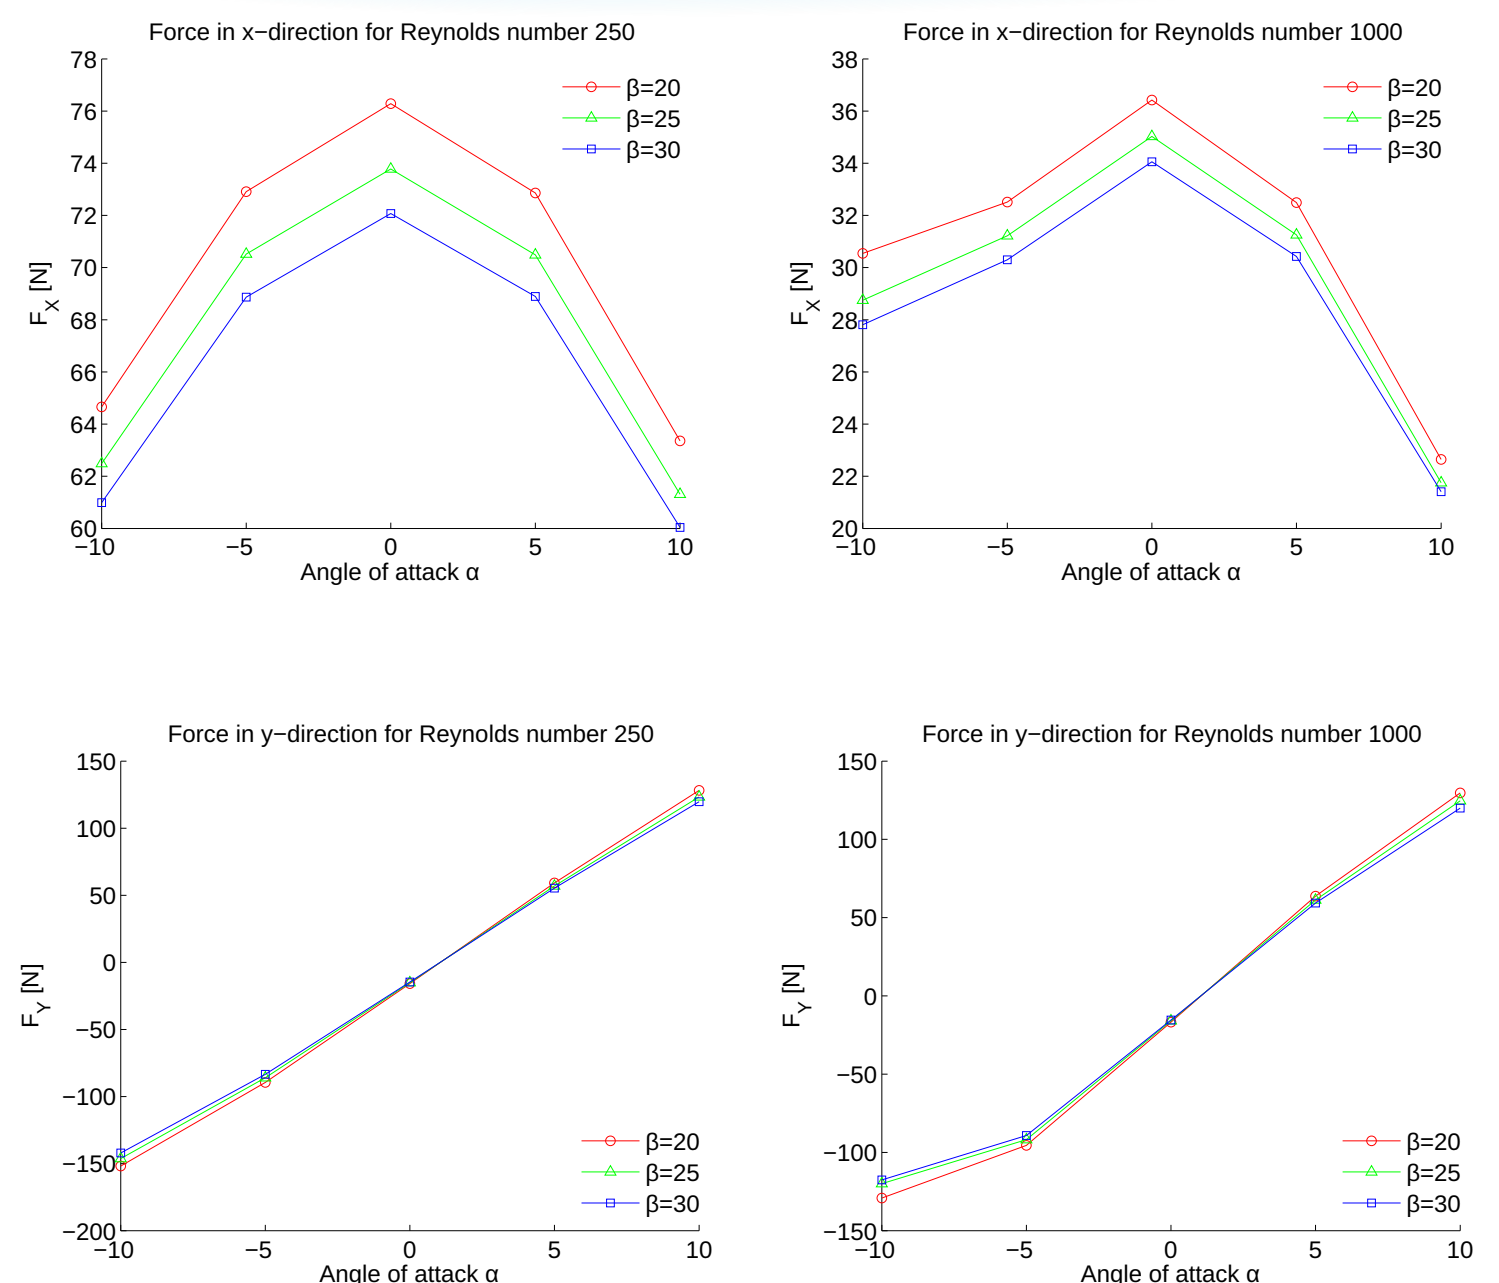 Force in x−direction for Reynolds number 250
78
76
74
72
70
68
66
64
62
60
−10
−5
0
5
10
F_X [N]
Angle of attack α
β=20
β=25
β=30
Force in x−direction for Reynolds number 1000
38
36
34
32
30
28
26
24
22
20
−10
−5
0
5
10
F_X [N]
Angle of attack α
β=20
β=25
β=30
Force in y−direction for Reynolds number 250
150
100
50
0
−50
−100
−150
−200
−10
−5
0
5
10
F_Y [N]
Angle of attack α
β=20
β=25
β=30
Force in y−direction for Reynolds number 1000
150
100
50
0
−50
−100
−150
−10
−5
0
5
10
F_Y [N]
Angle of attack α
β=20
β=25
β=30